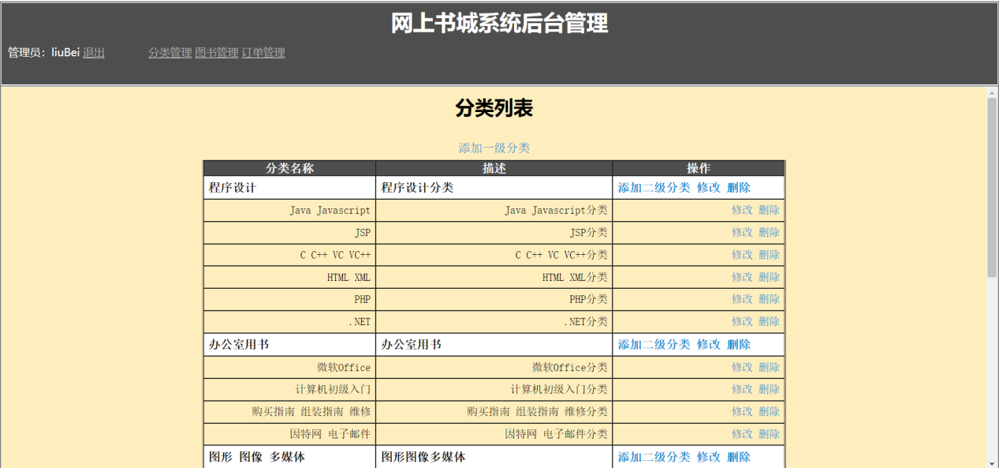 网上书城系统后台管理
管理员：liuBei 退出 分类管理 图书管理 订单管理
分类列表
添加一级分类
分类名称 描述 操作
程序设计 程序设计分类 添加二级分类 修改 删除
Java Javascript Java Javascript分类 修改 删除
JSP JSP分类 修改 删除
C C++ VC VC++ C C++ VC VC++分类 修改 删除
HTML XML HTML XML分类 修改 删除
PHP PHP分类 修改 删除
.NET .NET分类 修改 删除
办公室用书 办公室用书 添加二级分类 修改 删除
微软Office 微软Office分类 修改 删除
计算机初级入门 计算机初级入门分类 修改 删除
购买指南 组装指南 维修 购买指南 组装指南 维修分类 修改 删除
因特网 电子邮件 因特网 电子邮件分类 修改 删除
图形 图像 多媒体 图形图像多媒体 添加二级分类 修改 删除